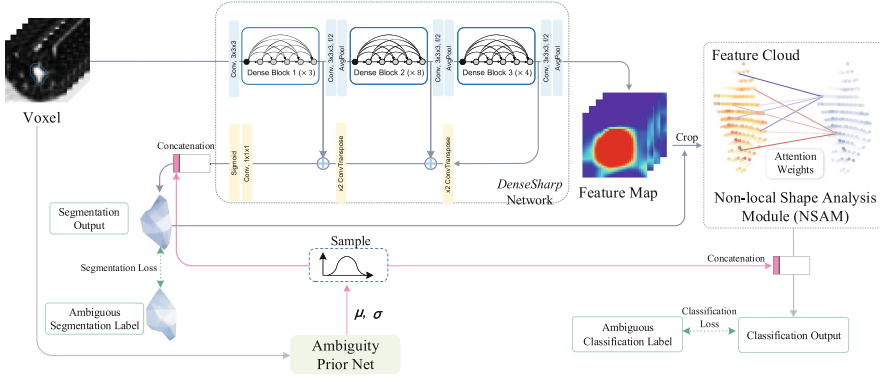 Voxel
Conv, 3x3x3
Dense Block 1 (× 3)
Conv, 3x3x3, f/2
AvgPool
Dense Block 2 (× 8)
Conv, 3x3x3, f/2
AvgPool
Dense Block 3 (× 4)
Conv, 3x3x3, f/2
AvgPool
Concatenation
Sigmoid
Conv, 1x1x1
x2 ConvTranspose
x2 ConvTranspose
DenseSharp
Network
Feature Map
Crop
Feature Cloud
Attention
Weights
Non-local Shape Analysis
Module (NSAM)
Segmentation
Output
Segmentation Loss
Ambiguous
Segmentation Label
Sample
μ, σ
Ambiguity
Prior Net
Concatenation
Ambiguous
Classification Label
Classification
Loss
Classification Output